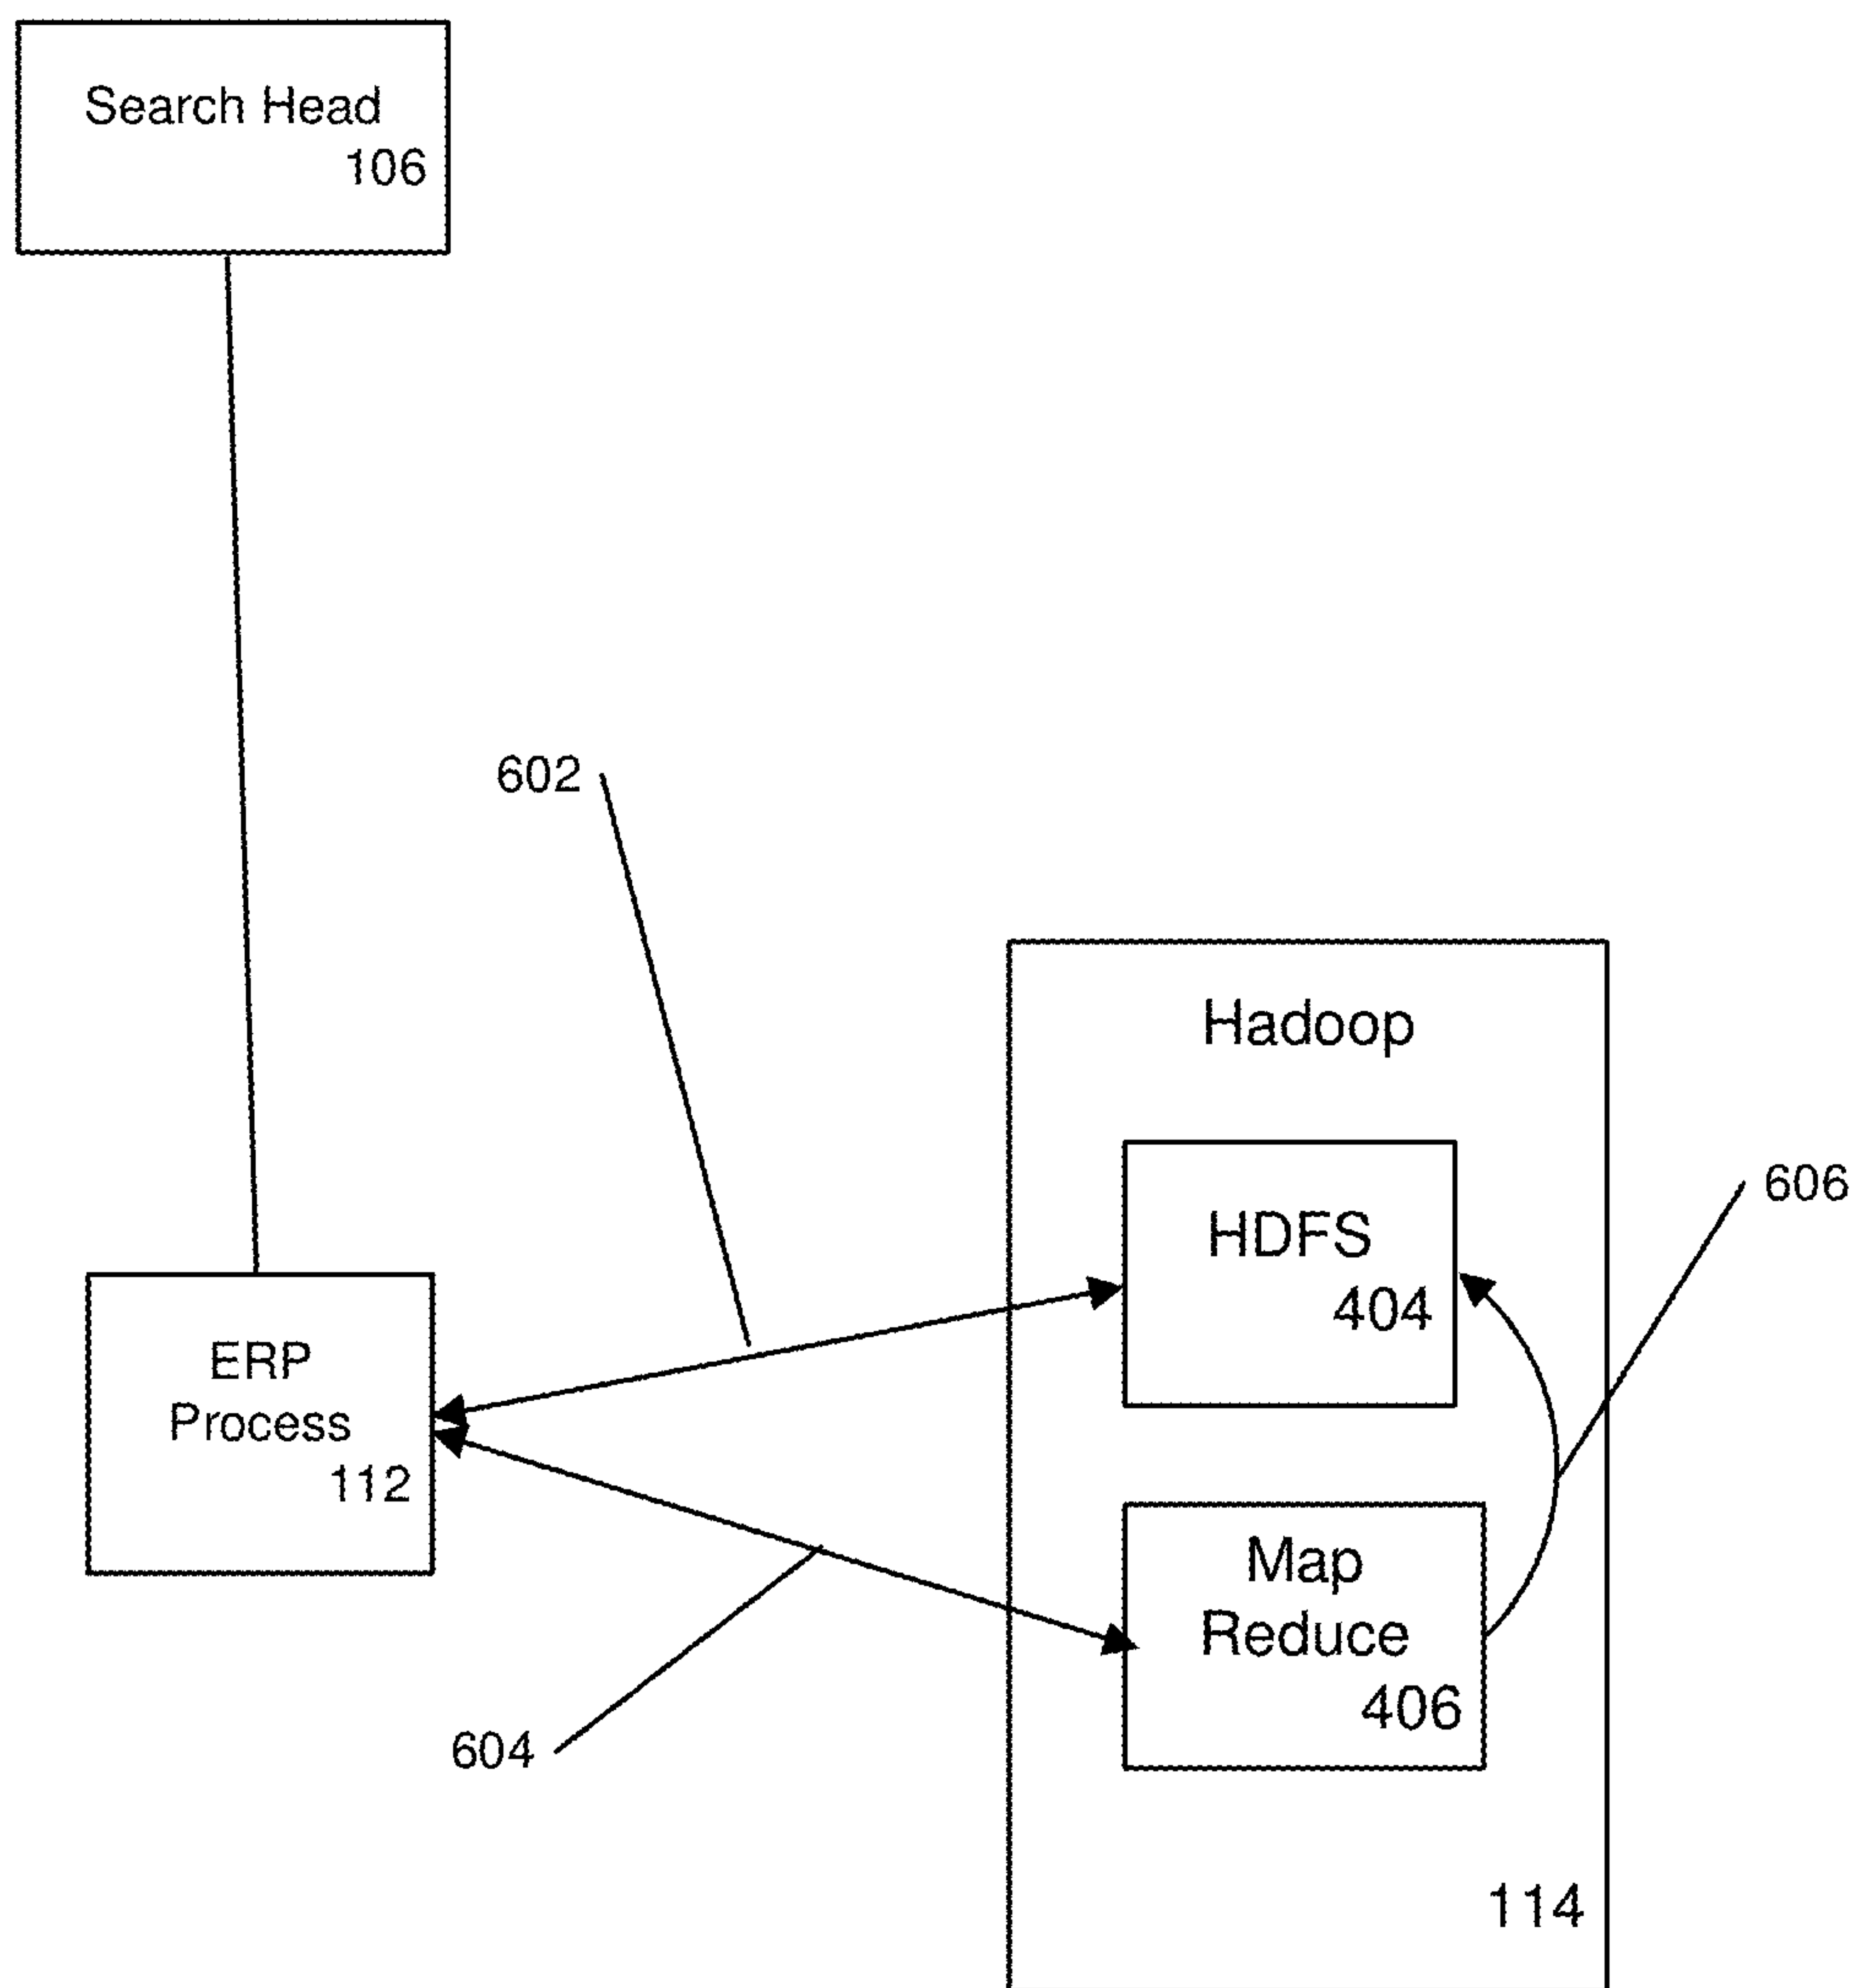 Search Head
106
602
Hadoop
606
HDFS
404
ERP
Process
112
Map
Reduce
406
604
114